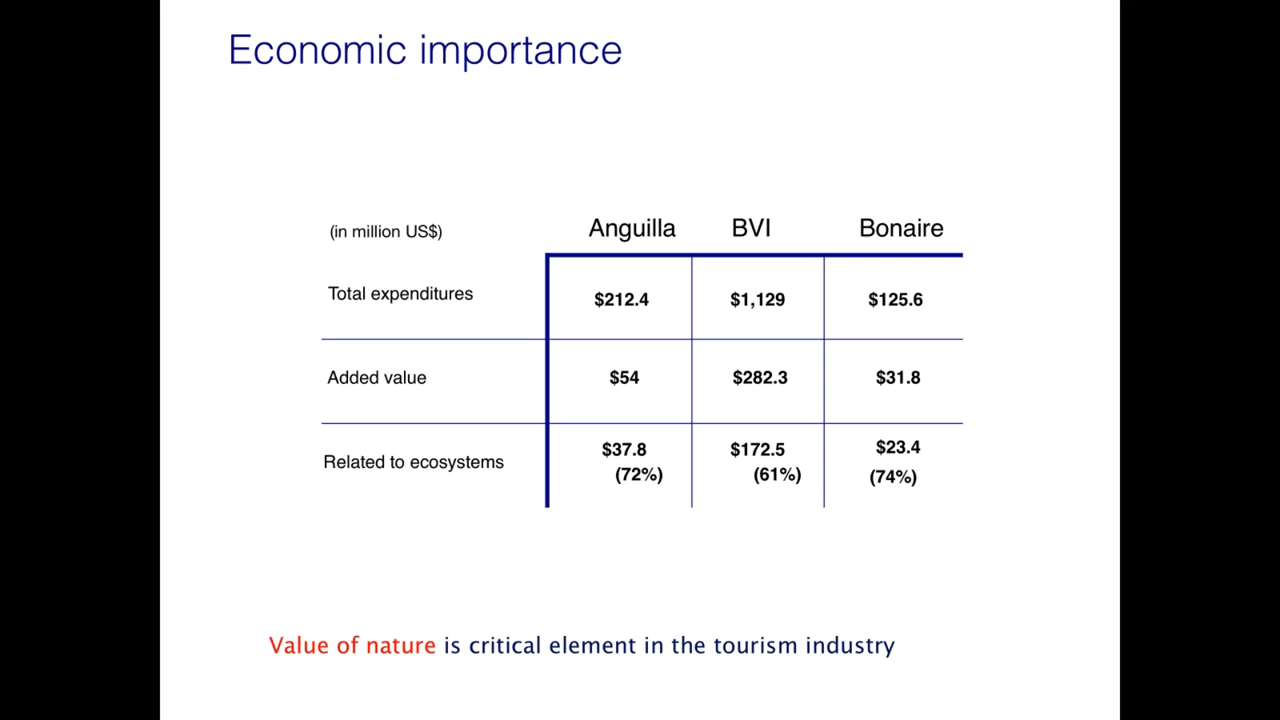 Economic importance
(in million US$) Anguilla BVI Bonaire
Total expenditures $212.4 $1,129 $125.6
Added value $54 $282.3 $31.8
Related to ecosystems $37.8 (72%) $172.5 (61%) $23.4 (74%)
Value of nature is critical element in the tourism industry